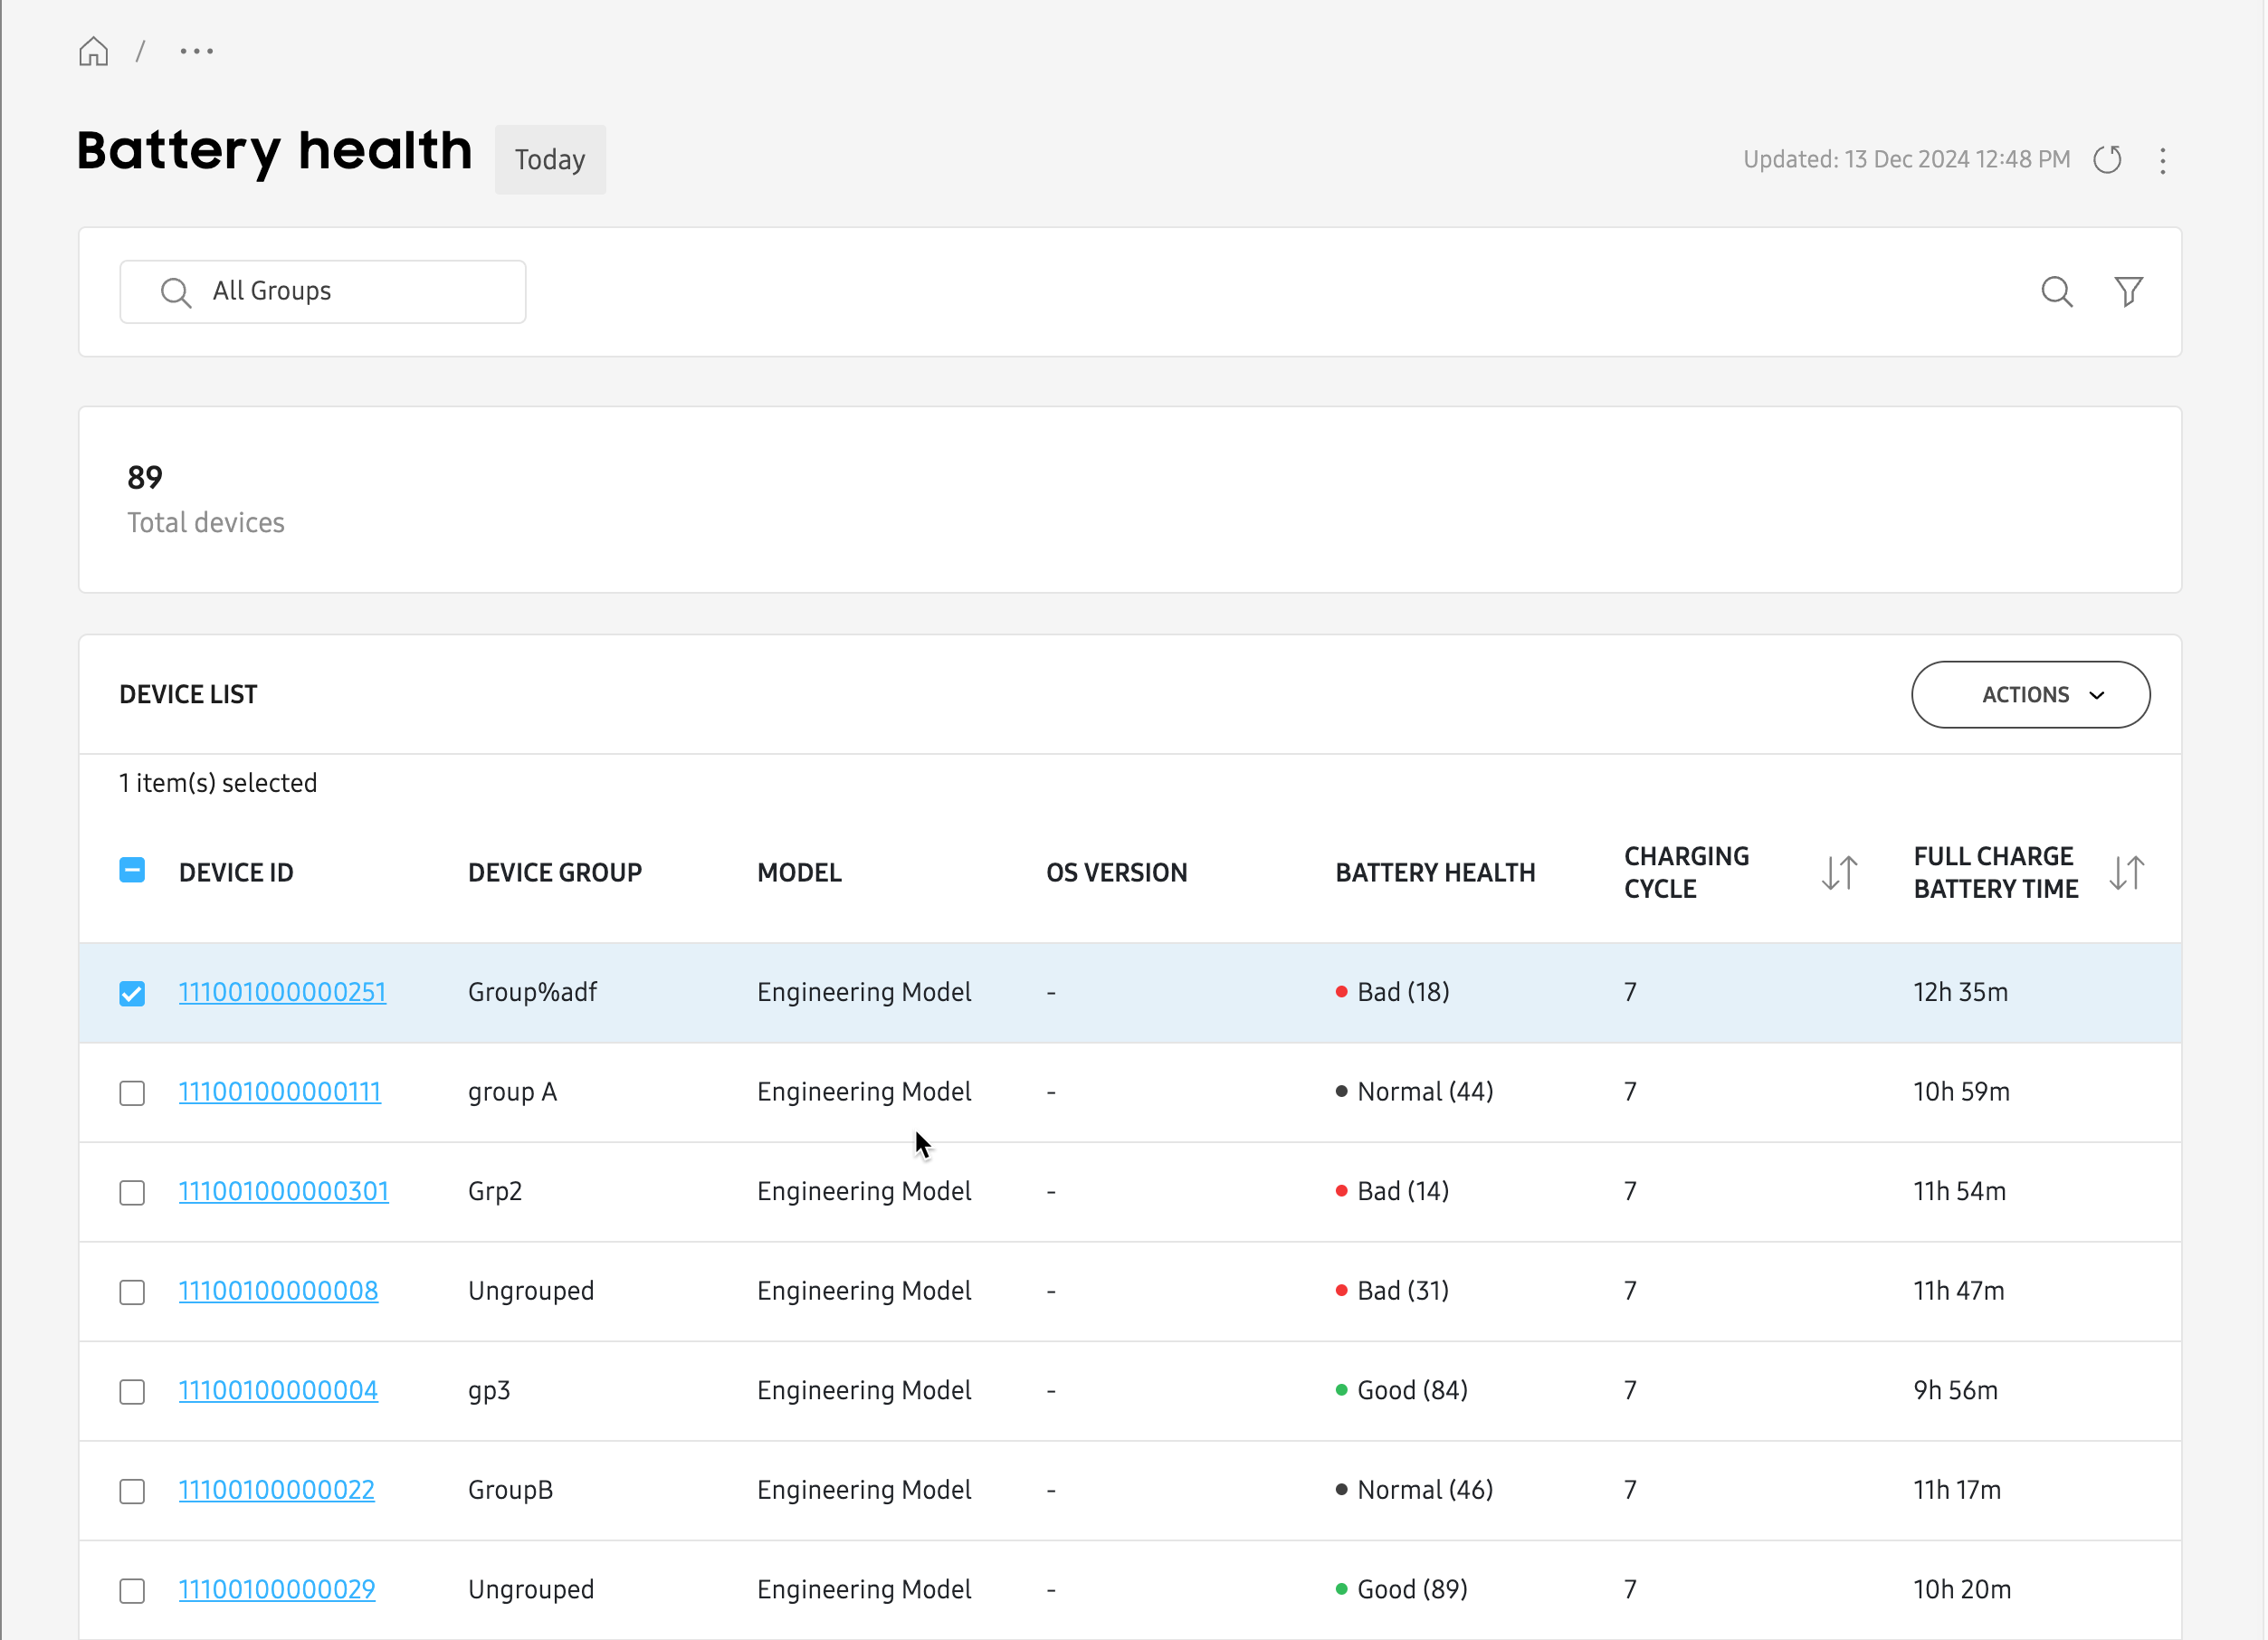 / ...
Battery health
Today
Updated: 13 Dec 2024 12:48 PM
All Groups
89
Total devices
DEVICE LIST
ACTIONS
1 item(s) selected
DEVICE ID DEVICE GROUP MODEL OS VERSION BATTERY HEALTH CHARGING CYCLE FULL CHARGE BATTERY TIME
111001000000251 Group%adf Engineering Model - Bad (18) 7 12h 35m
111001000000111 group A Engineering Model - Normal (44) 7 10h 59m
111001000000301 Grp2 Engineering Model - Bad (14) 7 11h 54m
11100100000008 Ungrouped Engineering Model - Bad (31) 7 11h 47m
11100100000004 gp3 Engineering Model - Good (84) 7 9h 56m
11100100000022 GroupB Engineering Model - Normal (46) 7 11h 17m
11100100000029 Ungrouped Engineering Model - Good (89) 7 10h 20m